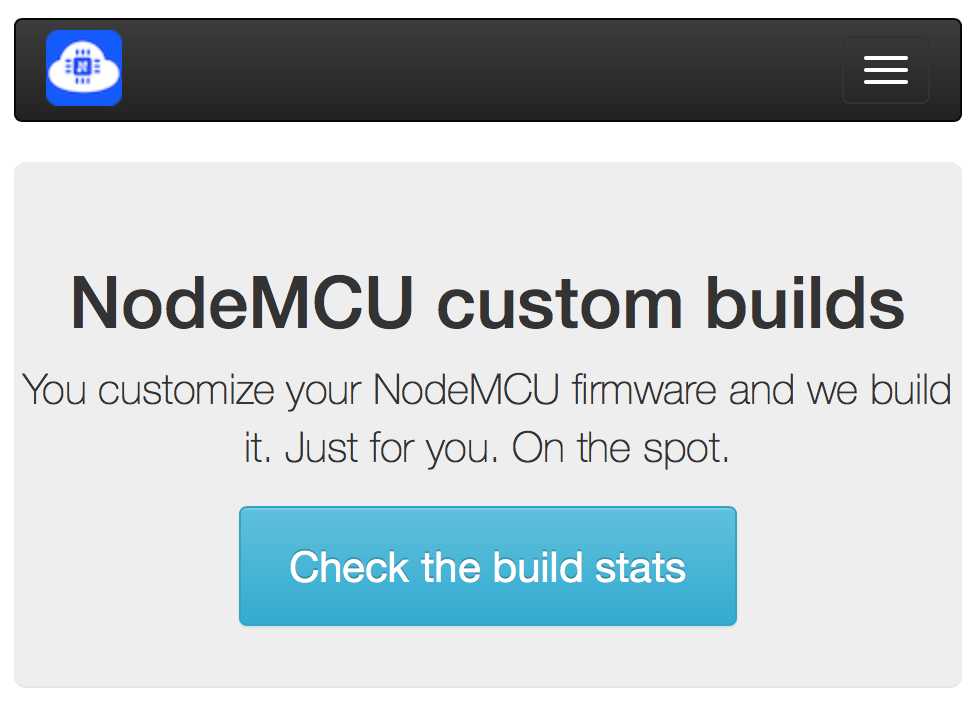 NodeMCU custom builds
You customize your NodeMCU firmware and we build
it. Just for you. On the spot.
Check the build stats